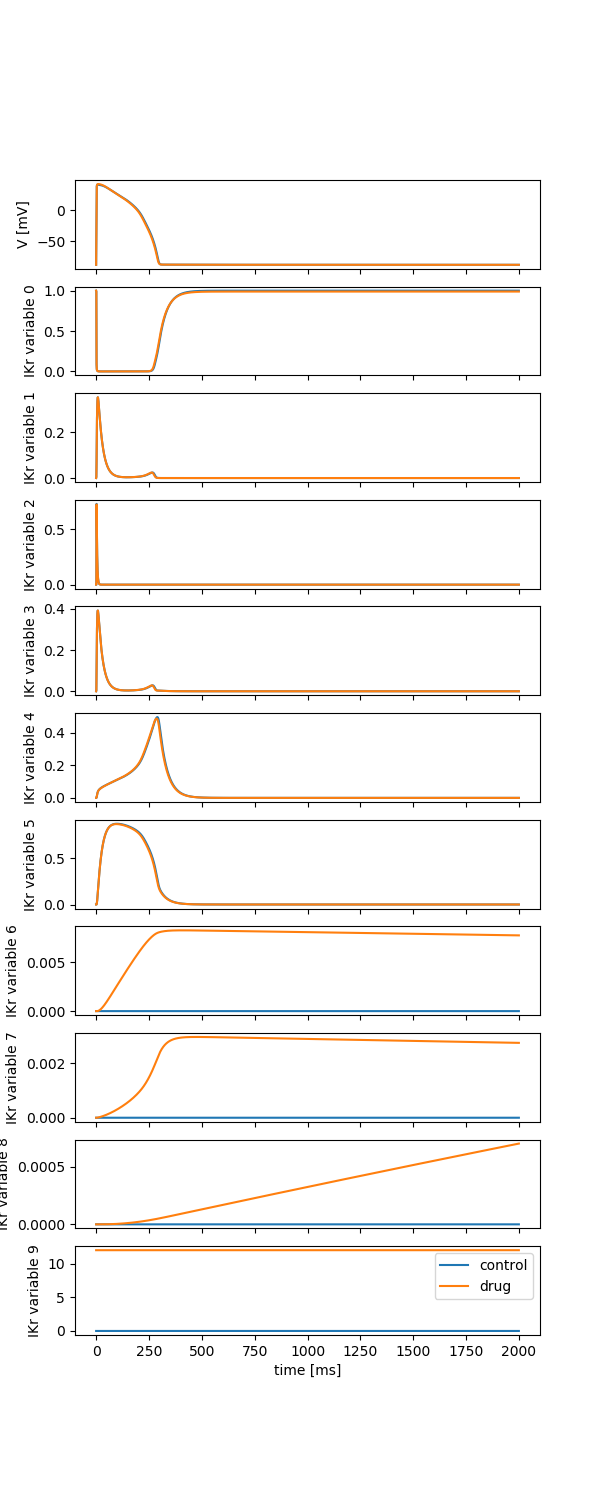 V [mV]
0
−50
IKr variable 0
1.0
0.5
0.0
IKr variable 1
0.2
0.0
IKr variable 2
0.5
0.0
IKr variable 3
0.4
0.2
0.0
IKr variable 4
0.4
0.2
0.0
IKr variable 5
0.5
0.0
IKr variable 6
0.005
0.000
IKr variable 7
0.002
0.000
IKr variable 8
0.0005
0.0000
IKr variable 9
10
5
0
control
drug
0 250 500 750 1000 1250 1500 1750 2000
time [ms]